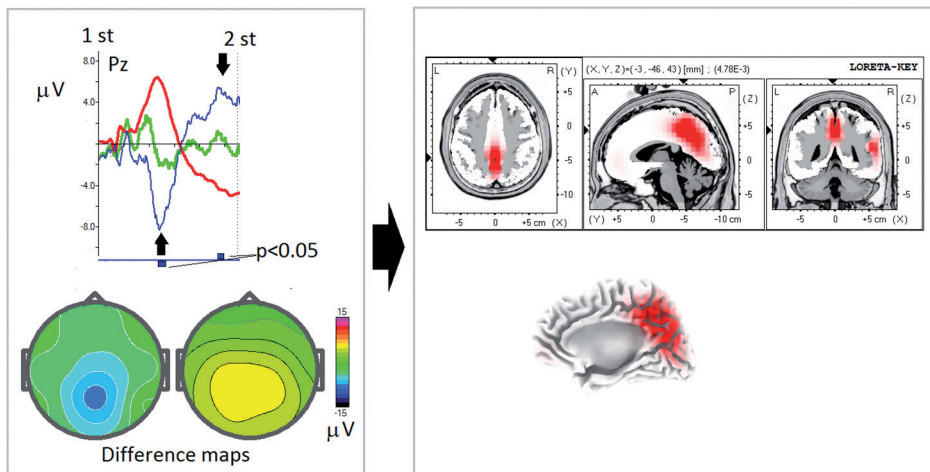 1 st 2 st
Pz
μV
8.0
4.0
-4.0
-8.0
p<0.05
15
-15
μV
Difference maps
L R (Y)
+5
0
-5
-10
-5 0 +5 cm (X)
(X, Y, Z)=(-3, -46, 43) [mm] ; (4.78E-3)
A P (Z)
+5
0
-5
(Y) +5 0 -5 -10 cm
LORETA-KEY
L R (Z)
+5
0
-5
-5 0 +5 cm (X)